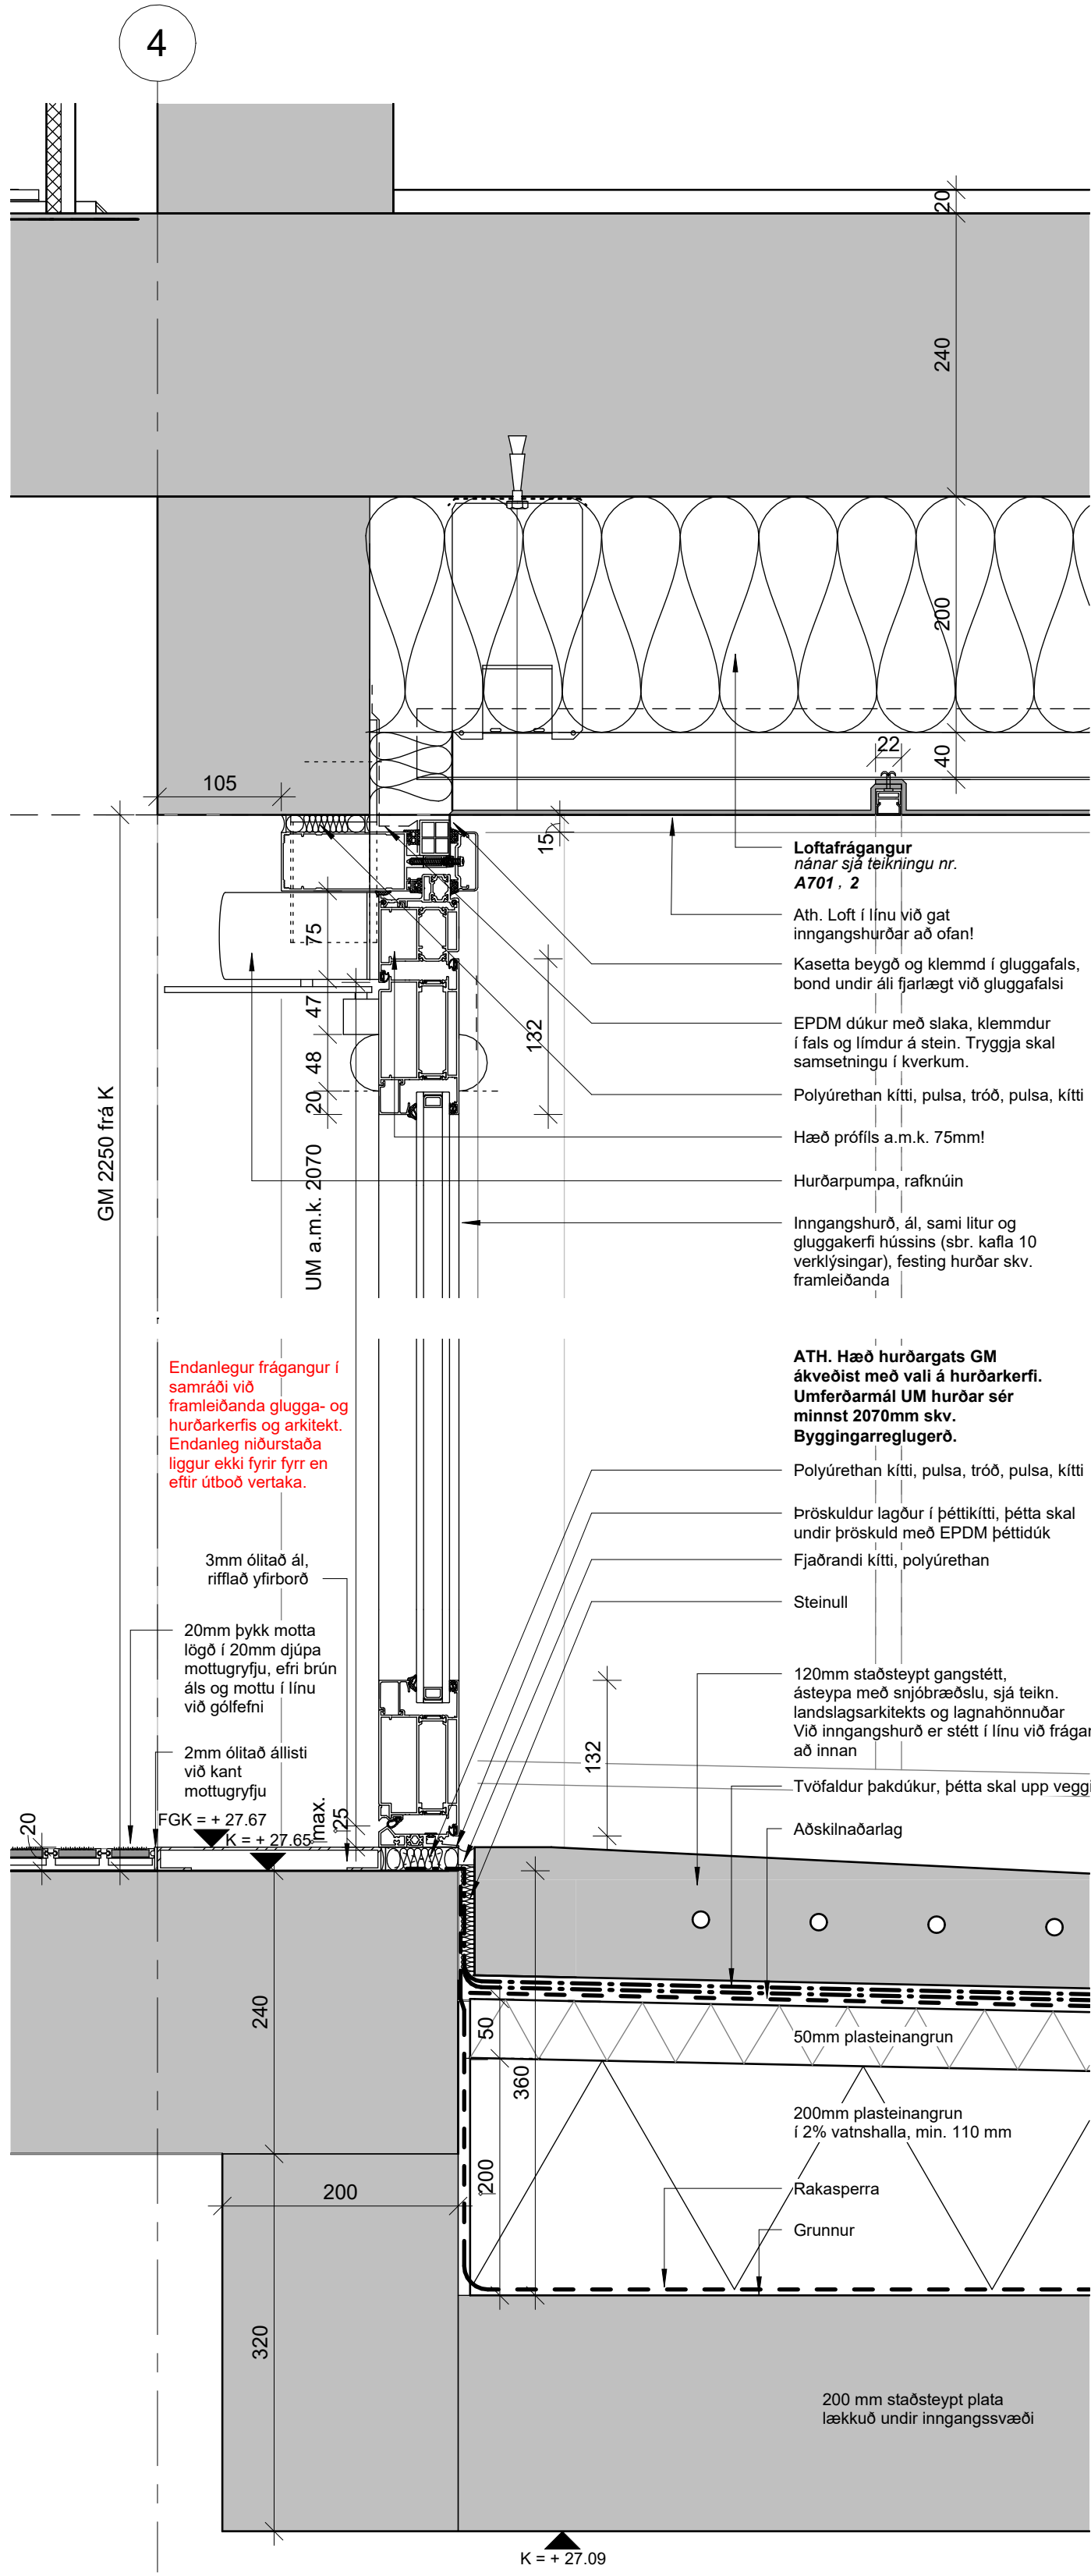 4
20
240
200
22
40
105
15
Loftafrágangur
nánar sjá teikningu nr.
A701 , 2
Ath. Loft í línu við gat
inngangshurðar að ofan!
Kasetta beygð og klemmd í gluggafals,
bond undir áli fjarlægt við gluggafalsi
EPDM dúkur með slaka, klemmdur
í fals og límdur á stein. Tryggja skal
samsetningu í kverkum.
Polyúrethan kítti, pulsa, tróð, pulsa, kítti
Hæð prófíls a.m.k. 75mm!
Hurðarpumpa, rafknúin
Inngangshurð, ál, sami litur og
gluggakerfi hússins (sbr. kafla 10
verklýsingar), festing hurðar skv.
framleiðanda
75
47
48
20
132
GM 2250 frá K
UM a.m.k. 2070
Endanlegur frágangur í
samráði við
framleiðanda glugga- og
hurðarkerfis og arkitekt.
Endanleg niðurstaða
liggur ekki fyrir fyrr en
eftir útboð vertaka.
ATH. Hæð hurðargats GM
ákveðist með vali á hurðarkerfi.
Umferðarmál UM hurðar sér
minnst 2070mm skv.
Byggingarreglugerð.
Polyúrethan kítti, pulsa, tróð, pulsa, kítti
Þröskuldur lagður í þéttikítti, þétta skal
undir þröskuld með EPDM þéttidúk
Fjaðrandi kítti, polyúrethan
Steinull
3mm ólitað ál,
rifflað yfirborð
20mm þykk motta
lögð í 20mm djúpa
mottugryfju, efri brún
áls og mottu í línu
við gólfefni
2mm ólitað állisti
við kant
mottugryfju
120mm staðsteypt gangstétt,
ásteypa með snjóbræðslu, sjá teikn.
landslagsarkitekts og lagnahönnuðar
Við inngangshurð er stétt í línu við frágan
að innan
Tvöfaldur þakdúkur, þétta skal upp veggi
Aðskilnaðarlag
132
max.
25
20
FGK = + 27.67
K = + 27.65
240
50
360
200
50mm plasteinangrun
200mm plasteinangrun
í 2% vatnshalla, min. 110 mm
Rakasperra
Grunnur
200
320
200 mm staðsteypt plata
lækkuð undir inngangssvæði
K = + 27.09